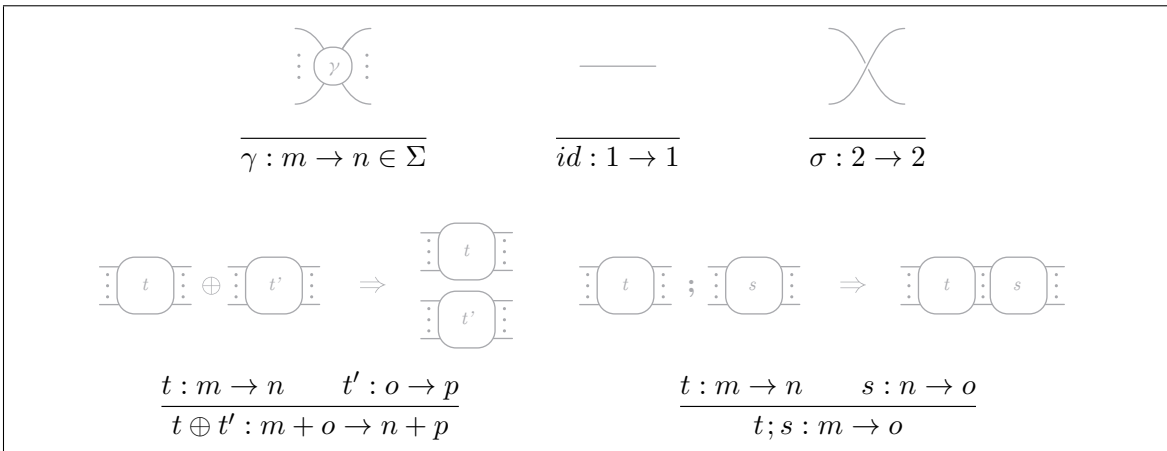 γ
γ : m → n ∈ Σ id : 1 → 1 σ : 2 → 2
t ⊕ t' ⇒ t t' t ; s ⇒ t s
t : m → n t′ : o → p t : m → n s : n → o
t ⊕ t′ : m + o → n + p t; s : m → o